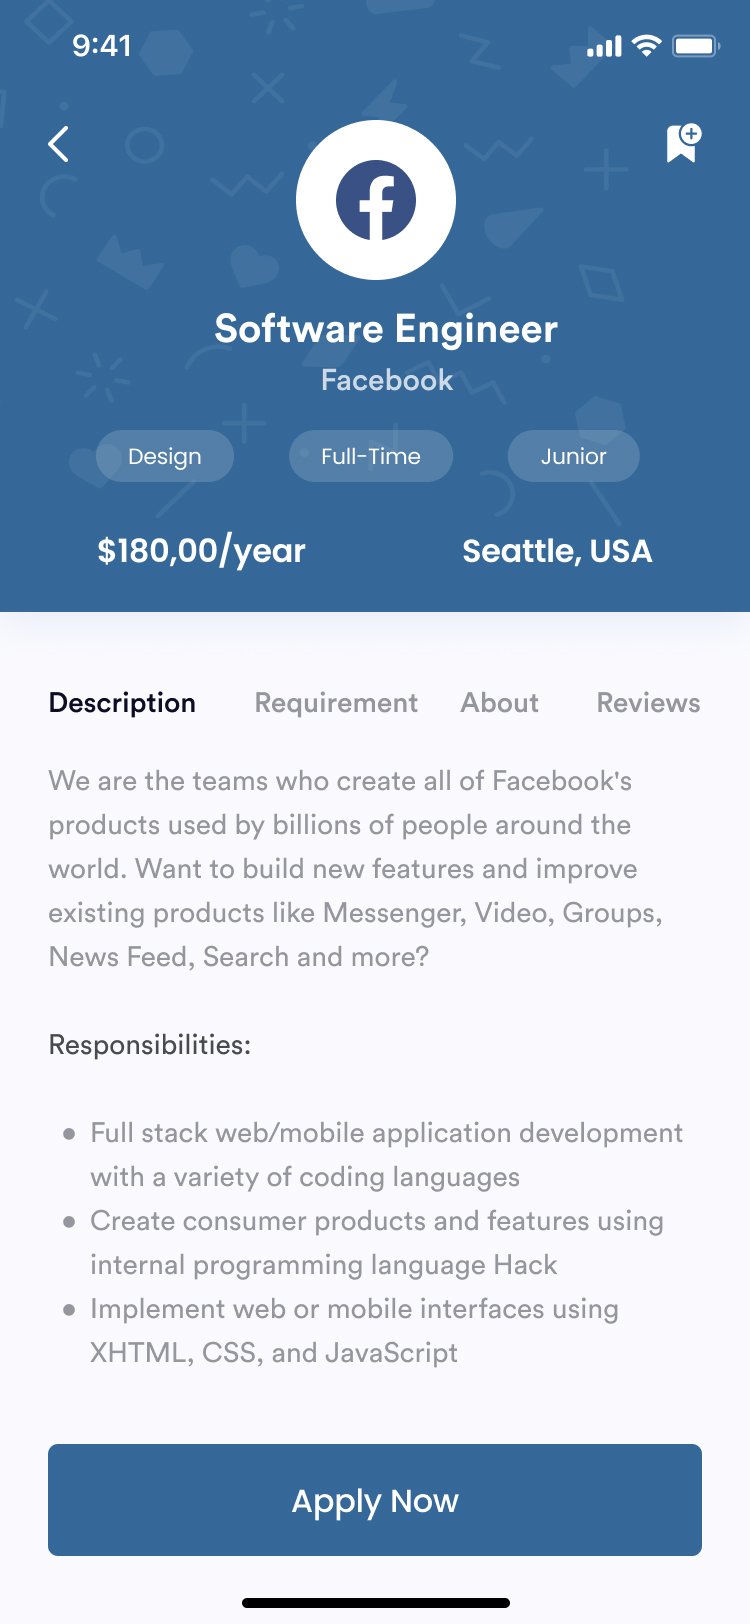 9:41
Software Engineer
Facebook
Design Full-Time Junior
$180,00/year Seattle, USA
Description Requirement About Reviews
We are the teams who create all of Facebook's
products used by billions of people around the
world. Want to build new features and improve
existing products like Messenger, Video, Groups,
News Feed, Search and more?
Responsibilities:
● Full stack web/mobile application development
with a variety of coding languages
● Create consumer products and features using
internal programming language Hack
● Implement web or mobile interfaces using
XHTML, CSS, and JavaScript
Apply Now